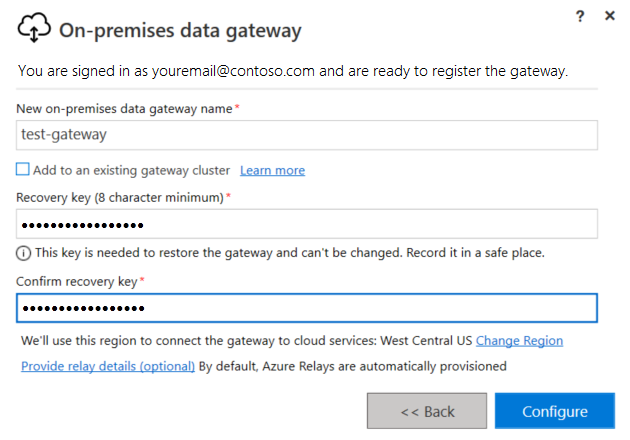 On-premises data gateway
? ×
You are signed in as youremail@contoso.com and are ready to register the gateway.
New on-premises data gateway name*
test-gateway
Add to an existing gateway cluster Learn more
Recovery key (8 character minimum)*
•••••••••••••••••
This key is needed to restore the gateway and can't be changed. Record it in a safe place.
Confirm recovery key*
•••••••••••••••••
We'll use this region to connect the gateway to cloud services: West Central US Change Region
Provide relay details (optional) By default, Azure Relays are automatically provisioned
<< Back
Configure